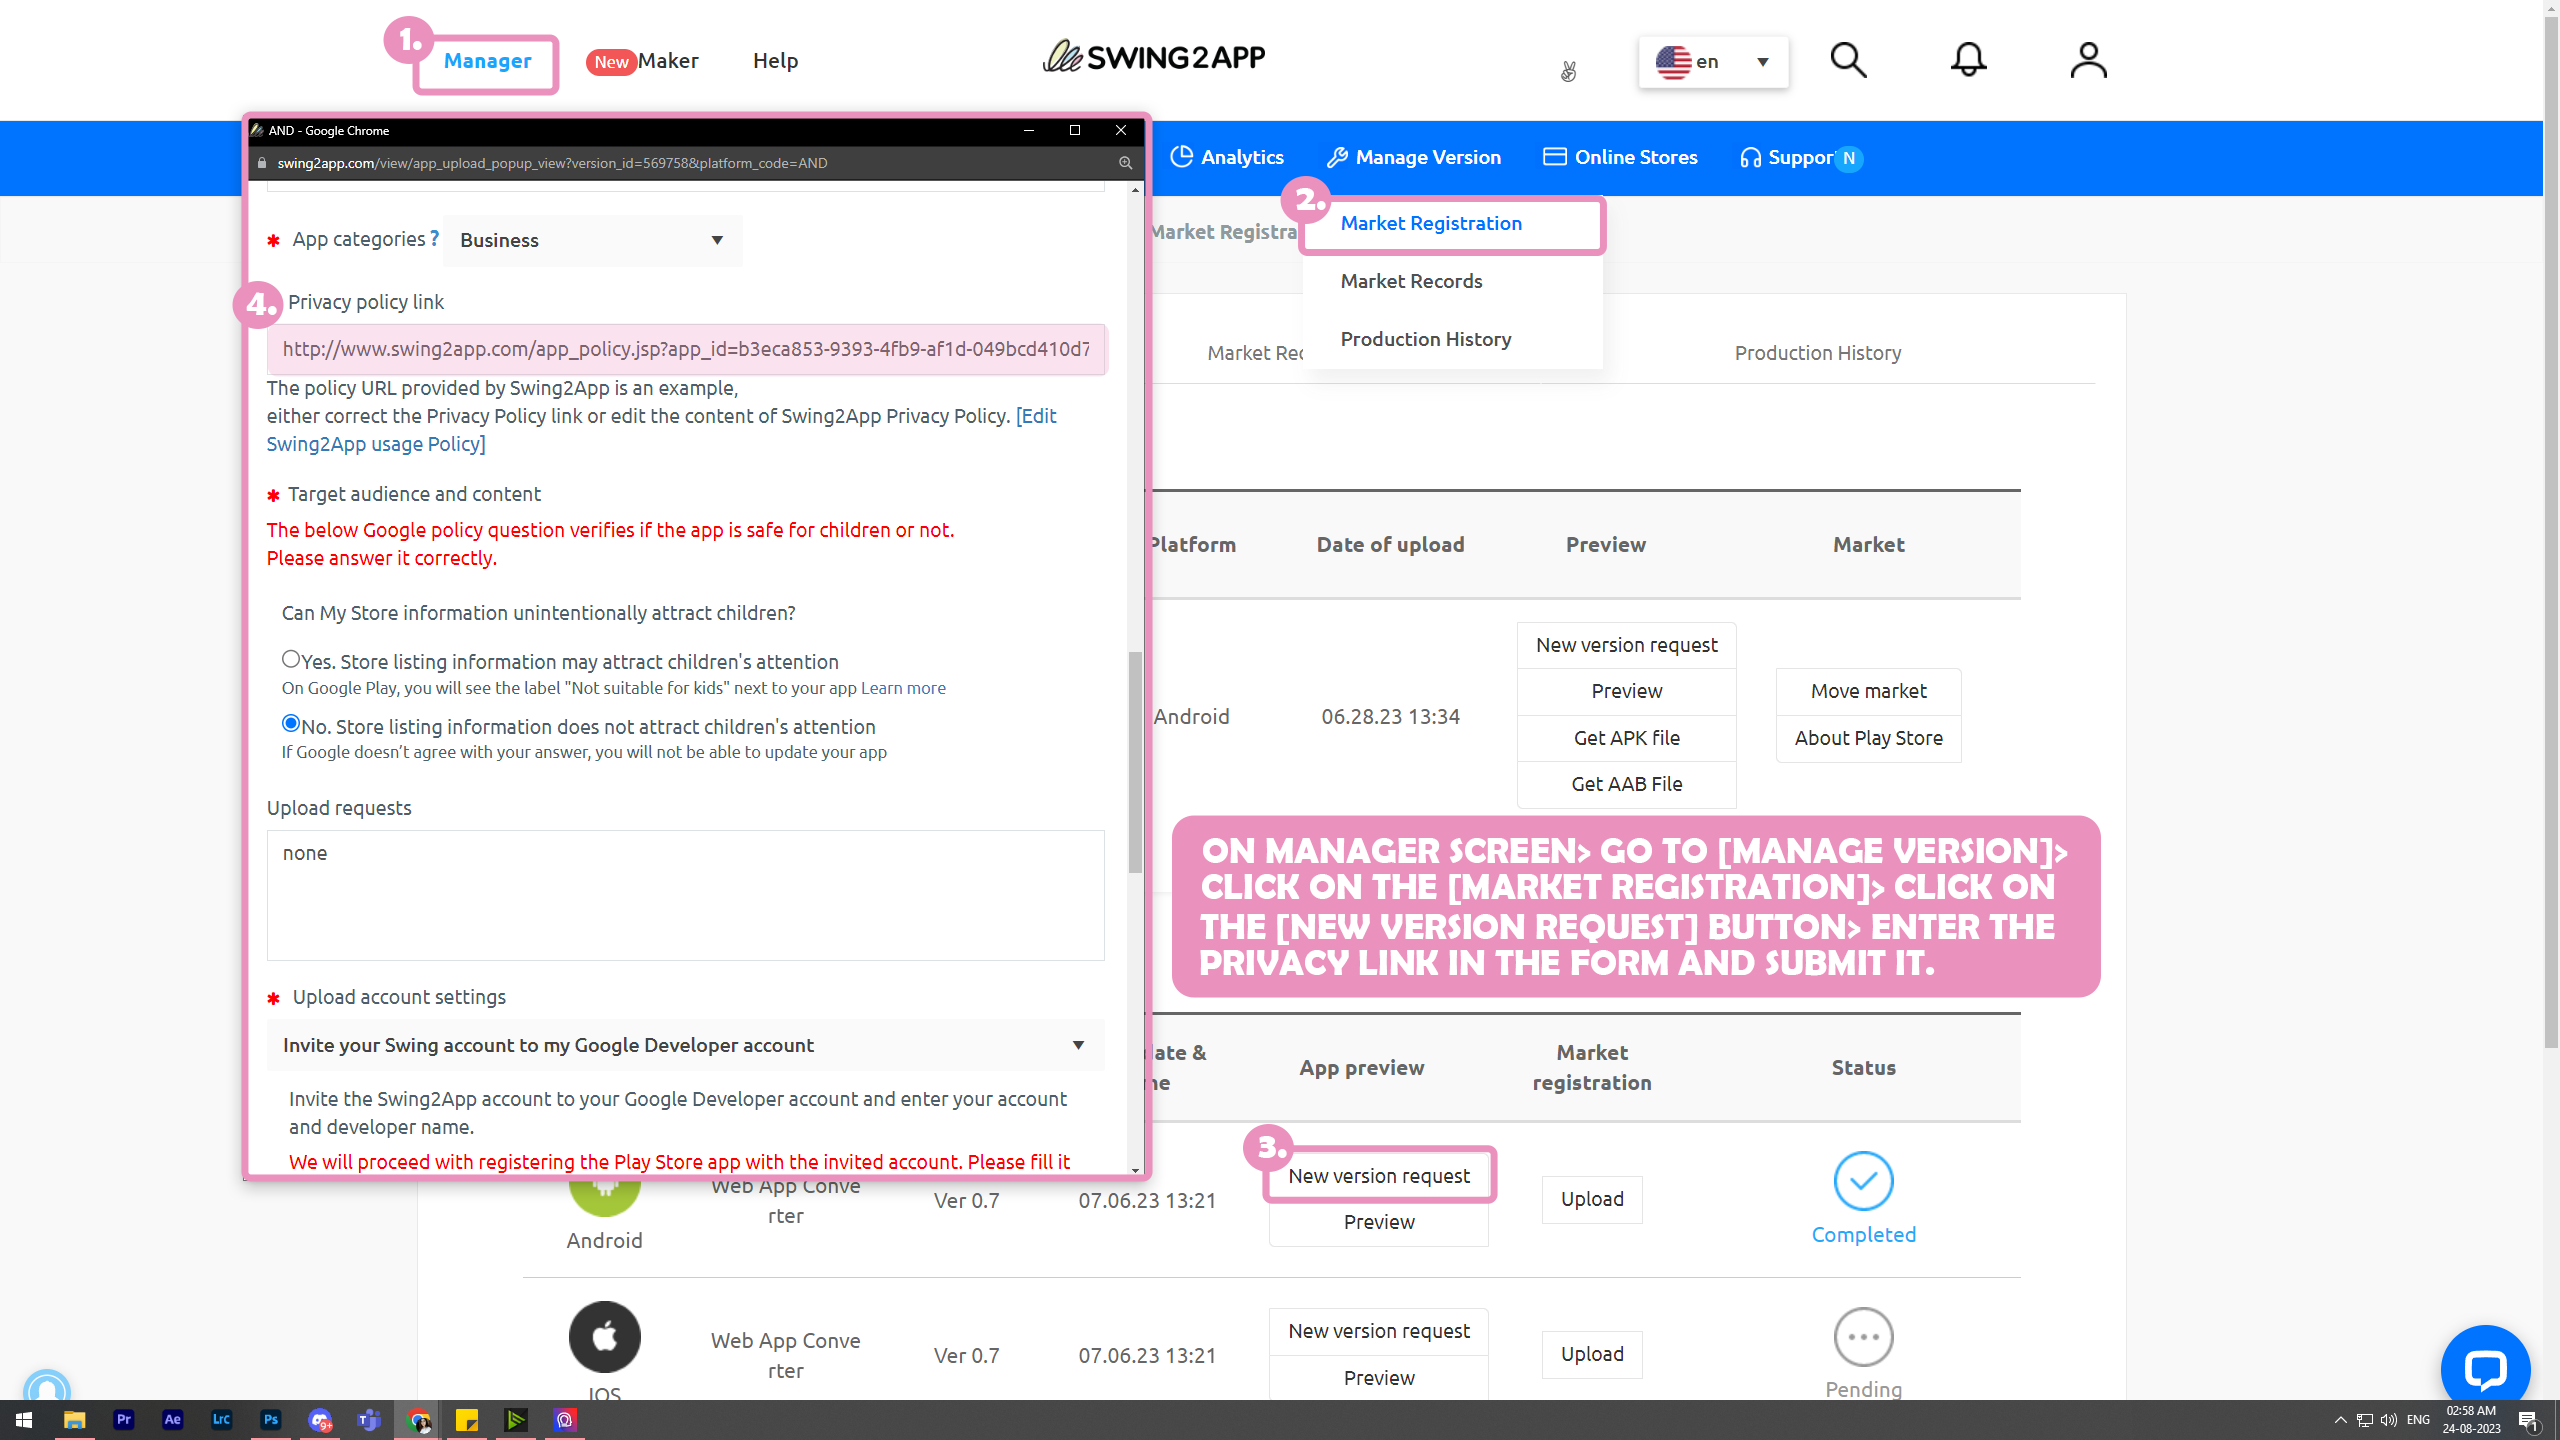 1.
Manager
New
Maker
Help
SWING2APP
en
AND - Google Chrome
swing2app.com/view/app_upload_popup_view?version_id=569758&platform_code=AND
Analytics
Manage Version
Online Stores
Suppor
N
2.
Market Registration
Market Records
Production History
* App categories ?
Business
4.
Privacy policy link
http://www.swing2app.com/app_policy.jsp?app_id=b3eca853-9393-4fb9-af1d-049bcd410d7
The policy URL provided by Swing2App is an example,
either correct the Privacy Policy link or edit the content of Swing2App Privacy Policy. [Edit
Swing2App usage Policy]
* Target audience and content
The below Google policy question verifies if the app is safe for children or not.
Please answer it correctly.
Can My Store information unintentionally attract children?
Yes. Store listing information may attract children's attention
On Google Play, you will see the label "Not suitable for kids" next to your app Learn more
No. Store listing information does not attract children's attention
If Google doesn’t agree with your answer, you will not be able to update your app
Upload requests
none
* Upload account settings
Invite your Swing account to my Google Developer account
Invite the Swing2App account to your Google Developer account and enter your account
and developer name.
We will proceed with registering the Play Store app with the invited account. Please fill it
Market Registra
Market Rec
Production History
Platform
Date of upload
Preview
Market
Android
06.28.23 13:34
New version request
Preview
Get APK file
Get AAB File
Move market
About Play Store
ON MANAGER SCREEN> GO TO [MANAGE VERSION]>
CLICK ON THE [MARKET REGISTRATION]> CLICK ON
THE [NEW VERSION REQUEST] BUTTON> ENTER THE
PRIVACY LINK IN THE FORM AND SUBMIT IT.
App preview
Market
registration
Status
3.
Android
Web App Conve
rter
Ver 0.7
07.06.23 13:21
New version request
Preview
Upload
Completed
IOS
Web App Conve
rter
Ver 0.7
07.06.23 13:21
New version request
Preview
Upload
Pending
Pr
Ae
Lrc
Ps
9+
ENG
02:58 AM
24-08-2023
1